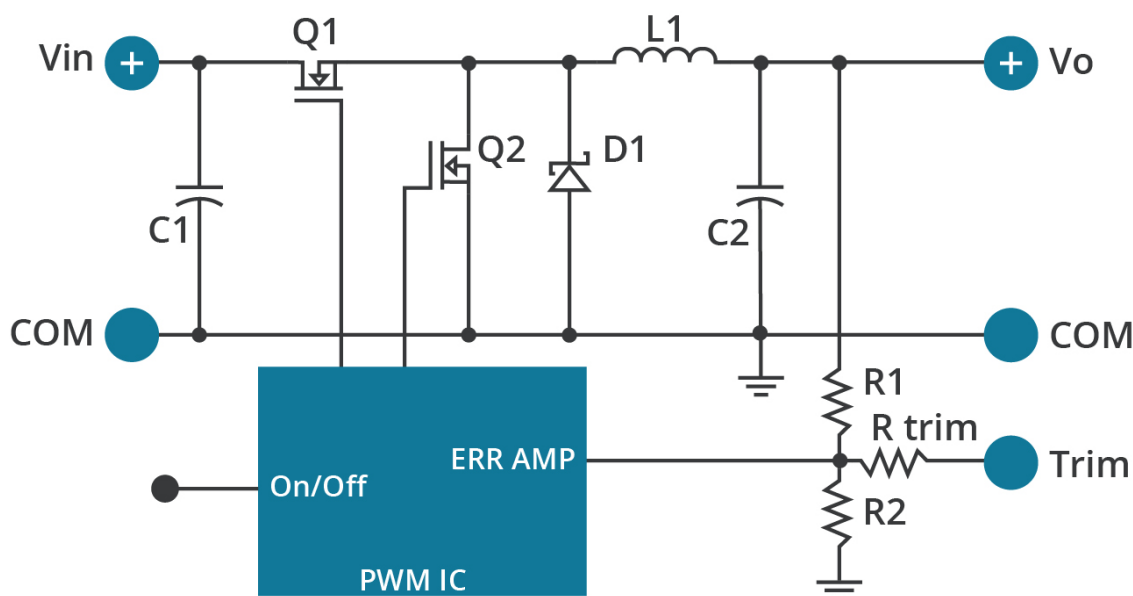 Q1
L1
Vin
+
+
Vo
Q2
D1
C1
C2
COM
COM
R1
R trim
ERR AMP
Trim
On/Off
R2
PWM IC